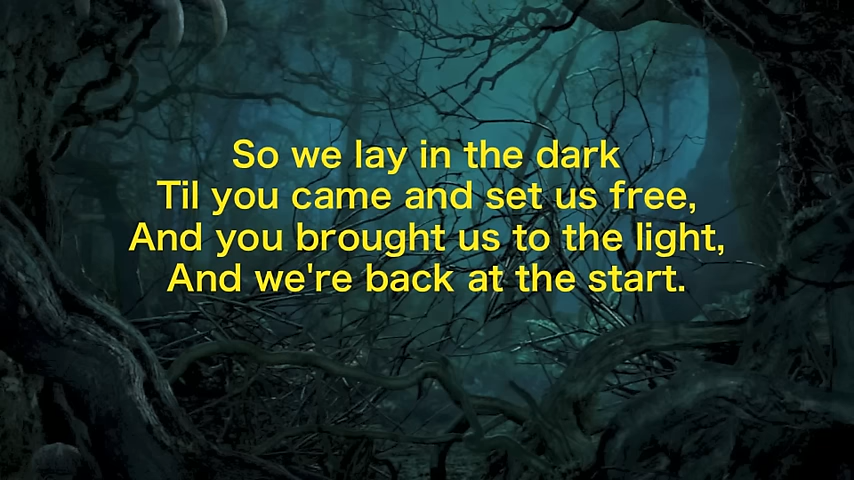 So we lay in the dark
Til you came and set us free,
And you brought us to the light,
And we're back at the start.